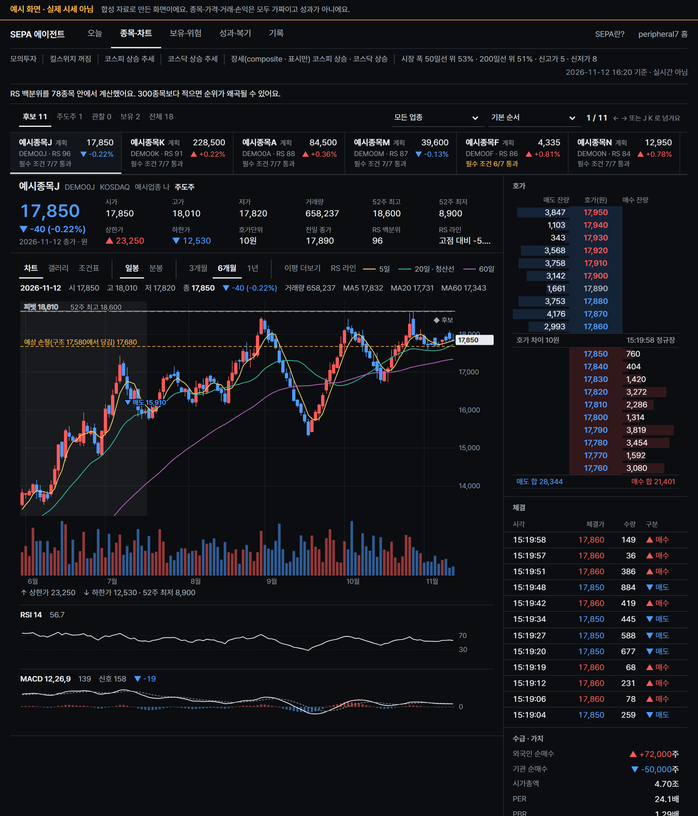 예시 화면 · 실제 시세 아님 합성 자료로 만든 화면이에요. 종목·가격·거래·손익은 모두 가짜이고 성과가 아니에요.
SEPA 에이전트 오늘 종목·차트 보유·위험 성과·복기 기록 SEPA란? peripheral7 홈
모의투자 킬스위치 꺼짐 코스피 상승 추세 코스닥 상승 추세 장세(composite · 표시만) 코스피 상승 · 코스닥 상승 시장 폭 50일선 위 53% · 200일선 위 51% · 신고가 5 · 신저가 8
2026-11-12 16:20 기준 · 실시간 아님
RS 백분위를 78종목 안에서 계산했어요. 300종목보다 적으면 순위가 왜곡될 수 있어요.
후보 11 주도주 1 관찰 0 보유 2 전체 18 모든 업종 기본 순서 1 / 11 ← → 또는 J K 로 넘겨요
예시종목J 계획 17,850 예시종목K 계획 228,500 예시종목A 계획 88,500 예시종목M 계획 39,600 예시종목F 계획 4,335 예시종목N 계획 12,950
DEMO0J · RS 96 ▼ -0.22% DEMO0K · RS 91 ▲ +0.22% DEMO0A · RS 88 ▲ +0.36% DEMO0M · RS 87 ▼ -0.13% DEMO0F · RS 86 ▲ +0.81% DEMO0N · RS 84 ▲ +0.78%
필수 조건 7/7 통과 필수 조건 7/7 통과 필수 조건 7/7 통과 필수 조건 7/7 통과 필수 조건 6/7 통과 필수 조건 7/7 통과
예시종목J DEMO0J KOSDAQ 예시업종 나 주도주
17,850
▼ -40 (-0.22%)
2026-11-12 종가 · 원
시가 고가 저가 거래량 52주 최고 52주 최저
17,850 18,010 17,820 658,237 18,600 8,900
상한가 하한가 호가단위 전일 종가 RS 백분위 RS 라인
▲ 23,250 ▼ 12,530 10원 17,890 96 고점 대비 -5....
차트 갤러리 조건표 일봉 분봉 3개월 6개월 1년 이평 더보기 RS 라인 5일 20일 · 청산선 60일
2026-11-12 시 17,850 고 18,010 저 17,820 종 17,850 ▼ -40 (-0.22%) 거래량 658,237 MA5 17,832 MA20 17,731 MA60 17,343
피벗 18,610 52주 최고 18,600
◆ 후보
18,000
17,850
예상 손절(구조 17,580에서 당김) 17,680
17,000
▼ 매도 15,910
16,000
15,000
14,000
6월 7월 8월 9월 10월 11월
↑ 상한가 23,250 ↓ 하한가 12,530 · 52주 최저 8,900
RSI 14 56.7
70
30
MACD 12,26,9 139 신호 158 ▼ -19
0
호가
매도 잔량 호가(원) 매수 잔량
3,847 17,950
1,103 17,940
343 17,930
3,568 17,920
3,758 17,910
3,142 17,900
1,661 17,890
3,753 17,880
4,176 17,870
2,993 17,860
호가 차이 10원 15:19:58 정규장
17,850 760
17,840 404
17,830 1,420
17,820 3,272
17,810 2,286
17,800 1,314
17,790 3,819
17,780 3,454
17,770 1,592
17,760 3,080
매도 합 28,344 매수 합 21,401
체결
시각 체결가 수량 구분
15:19:58 17,860 149 ▲ 매수
15:19:57 17,860 36 ▲ 매수
15:19:51 17,860 386 ▲ 매수
15:19:48 17,850 884 ▼ 매도
15:19:42 17,860 419 ▲ 매수
15:19:34 17,850 445 ▼ 매도
15:19:27 17,850 588 ▼ 매도
15:19:20 17,850 677 ▼ 매도
15:19:19 17,860 68 ▲ 매수
15:19:12 17,860 231 ▲ 매수
15:19:06 17,860 78 ▲ 매수
15:19:04 17,850 259 ▼ 매도
수급 · 가치
외국인 순매수 ▲ +72,000주
기관 순매수 ▼ -50,000주
시가총액 4.70조
PER 24.1배
PBR 1.29배